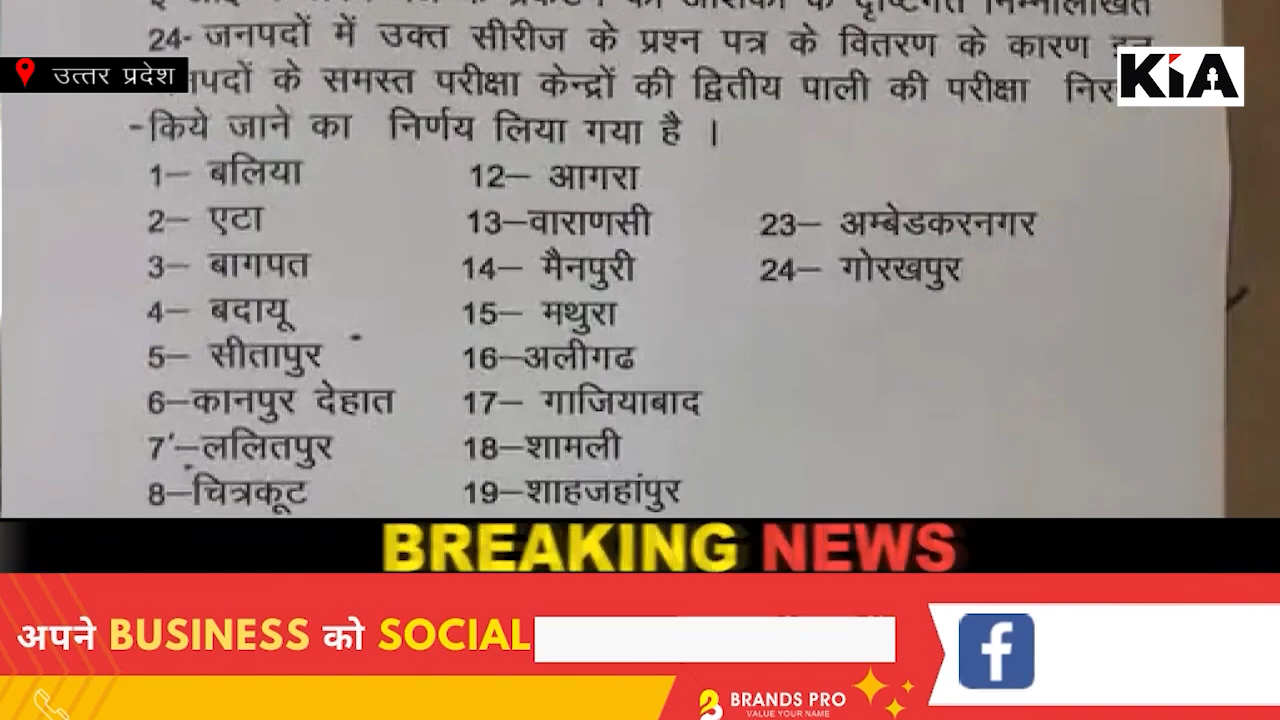 24- जनपदों में उक्त सीरीज के प्रश्न पत्र के वितरण के कारण
KiA
उत्तर प्रदेश
के समस्त परीक्षा केन्द्रों की द्वितीय पाली की परीक्षा
-किये जाने का निर्णय लिया गया है ।
1— बलिया
2— एटा
3— बागपत
4— बदायू
5— सीतापुर
6—कानपुर देहात
7—ललितपुर
8—चित्रकूट
12— आगरा
13—वाराणसी
14— मैनपुरी
15— मथुरा
16—अलीगढ
17— गाजियाबाद
18—शामली
19—शाहजहांपुर
23— अम्बेडकरनगर
24— गोरखपुर
BREAKING NEWS
अपने BUSINESS को SOCIAL
f
BRANDS PRO
VALUE YOUR NAME